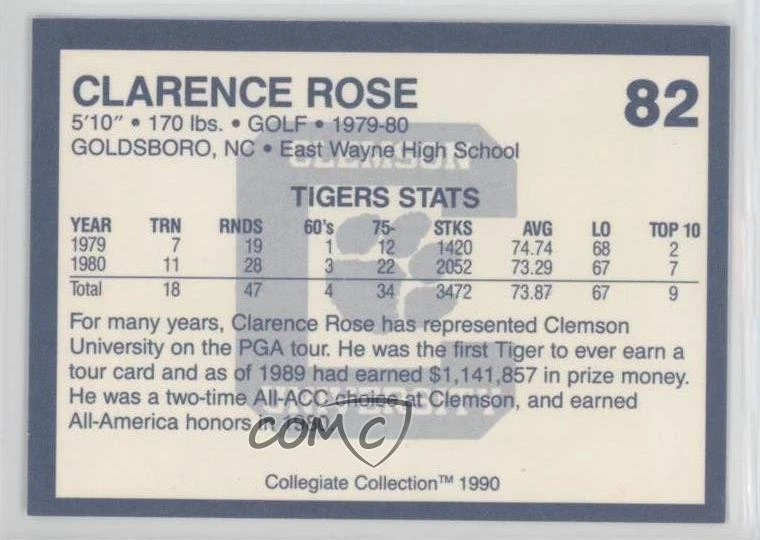 CLARENCE ROSE
82
5'10" • 170 lbs. • GOLF • 1979-80
GOLDSBORO, NC • East Wayne High School
CLEMSON
TIGERS STATS
YEAR TRN RNDS 60's 75- STKS AVG LO TOP 10
1979 7 19 1 12 1420 74.74 68 2
1980 11 28 3 22 2052 73.29 67 7
Total 18 47 4 34 3472 73.87 67 9
For many years, Clarence Rose has represented Clemson
University on the PGA tour. He was the first Tiger to ever earn a
tour card and as of 1989 had earned $1,141,857 in prize money.
He was a two-time All-ACC choice at Clemson, and earned
UNIVERSITY
All-America honors in 1980.
COMC
Collegiate Collection™ 1990